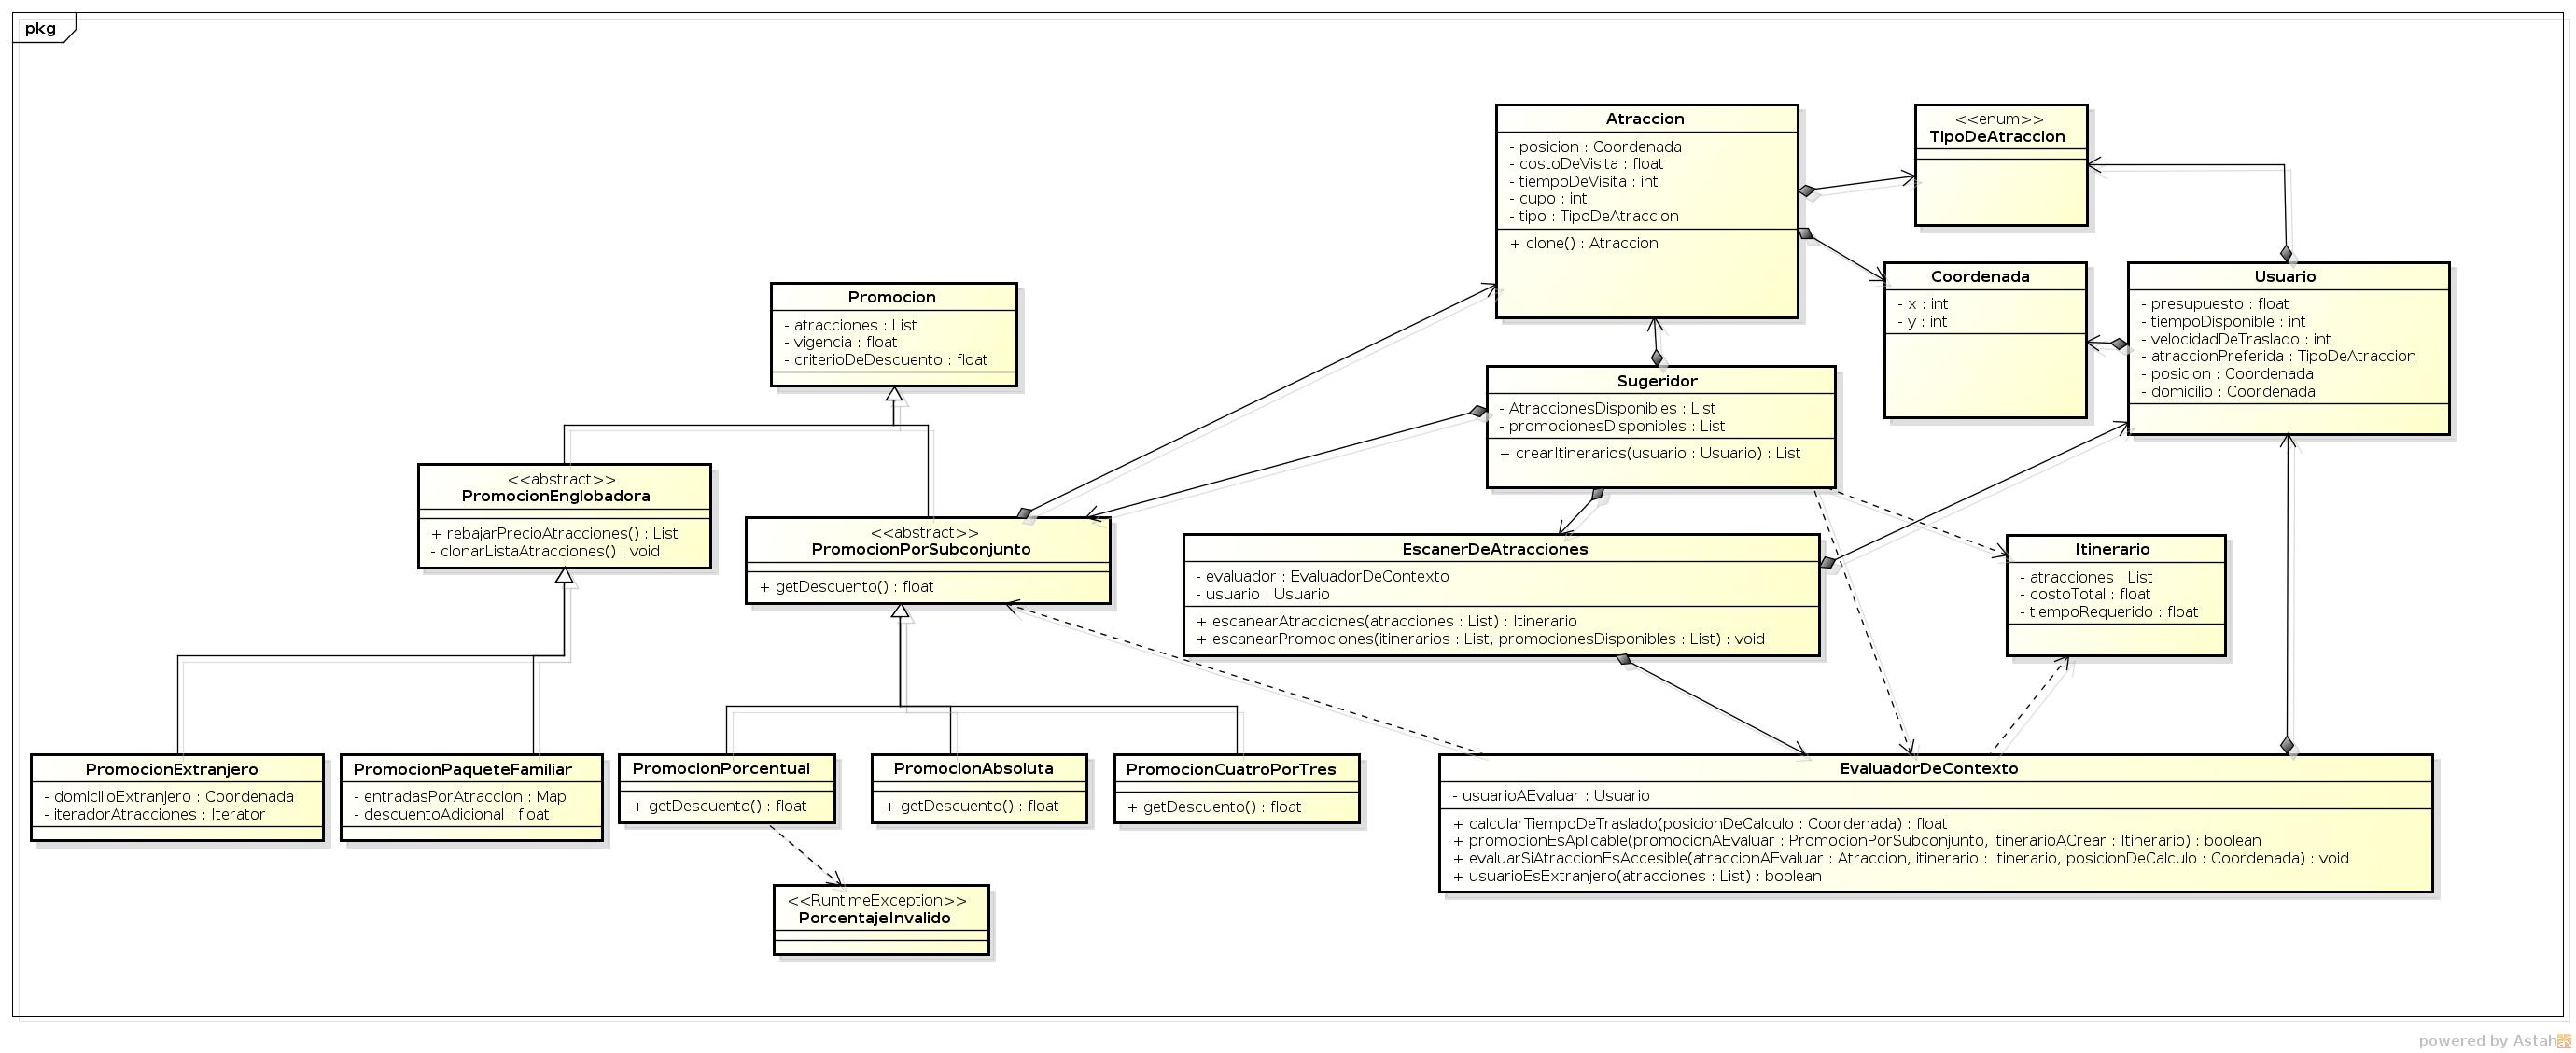 pkg
Atraccion
- posicion : Coordenada
- costoDeVisita : float
- tiempoDeVisita : int
- cupo : int
- tipo : TipoDeAtraccion
+ clone() : Atraccion
<<enum>>
TipoDeAtraccion
Coordenada
- x : int
- y : int
Usuario
- presupuesto : float
- tiempoDisponible : int
- velocidadDeTraslado : int
- atraccionPreferida : TipoDeAtraccion
- posicion : Coordenada
- domicilio : Coordenada
Promocion
- atracciones : List
- vigencia : float
- criterioDeDescuento : float
Sugeridor
- AtraccionesDisponibles : List
- promocionesDisponibles : List
+ crearItinerarios(usuario : Usuario) : List
<<abstract>>
PromocionEnglobadora
+ rebajarPrecioAtracciones() : List
- clonarListaAtracciones() : void
<<abstract>>
PromocionPorSubconjunto
+ getDescuento() : float
EscanerDeAtracciones
- evaluador : EvaluadorDeContexto
- usuario : Usuario
+ escanearAtracciones(atracciones : List) : Itinerario
+ escanearPromociones(itinerarios : List, promocionesDisponibles : List) : void
Itinerario
- atracciones : List
- costoTotal : float
- tiempoRequerido : float
PromocionExtranjero
- domicilioExtranjero : Coordenada
- iteradorAtracciones : Iterator
PromocionPaqueteFamiliar
- entradasPorAtraccion : Map
- descuentoAdicional : float
PromocionPorcentual
+ getDescuento() : float
PromocionAbsoluta
+ getDescuento() : float
PromocionCuatroPorTres
+ getDescuento() : float
EvaluadorDeContexto
- usuarioAEvaluar : Usuario
+ calcularTiempoDeTraslado(posicionDeCalculo : Coordenada) : float
+ promocionEsAplicable(promocionAEvaluar : PromocionPorSubconjunto, itinerarioACrear : Itinerario) : boolean
+ evaluarSiAtraccionEsAccesible(atraccionAEvaluar : Atraccion, itinerario : Itinerario, posicionDeCalculo : Coordenada) : void
+ usuarioEsExtranjero(atracciones : List) : boolean
<<RuntimeException>>
PorcentajeInvalido
powered by Astah